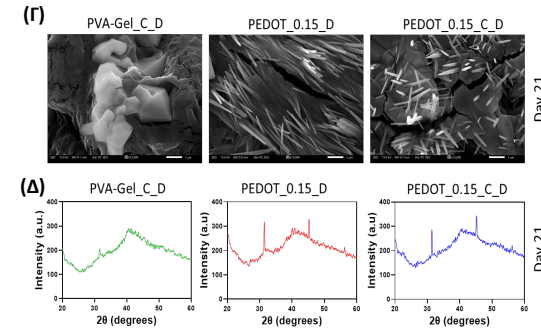 (Γ)
PVA-Gel_C_D
PEDOT_0.15_D
PEDOT_0.15_C_D
Day 21
(Δ)
PVA-Gel_C_D
PEDOT_0.15_D
PEDOT_0.15_C_D
Intensity (a.u.)
400
300
200
100
0
20 30 40 50 60
2θ (degrees)
Intensity (a.u)
400
300
200
100
0
20 30 40 50 60
2θ (degrees)
Intensity (a.u.)
400
300
200
100
0
20 30 40 50 60
2θ (degrees)
Day 21